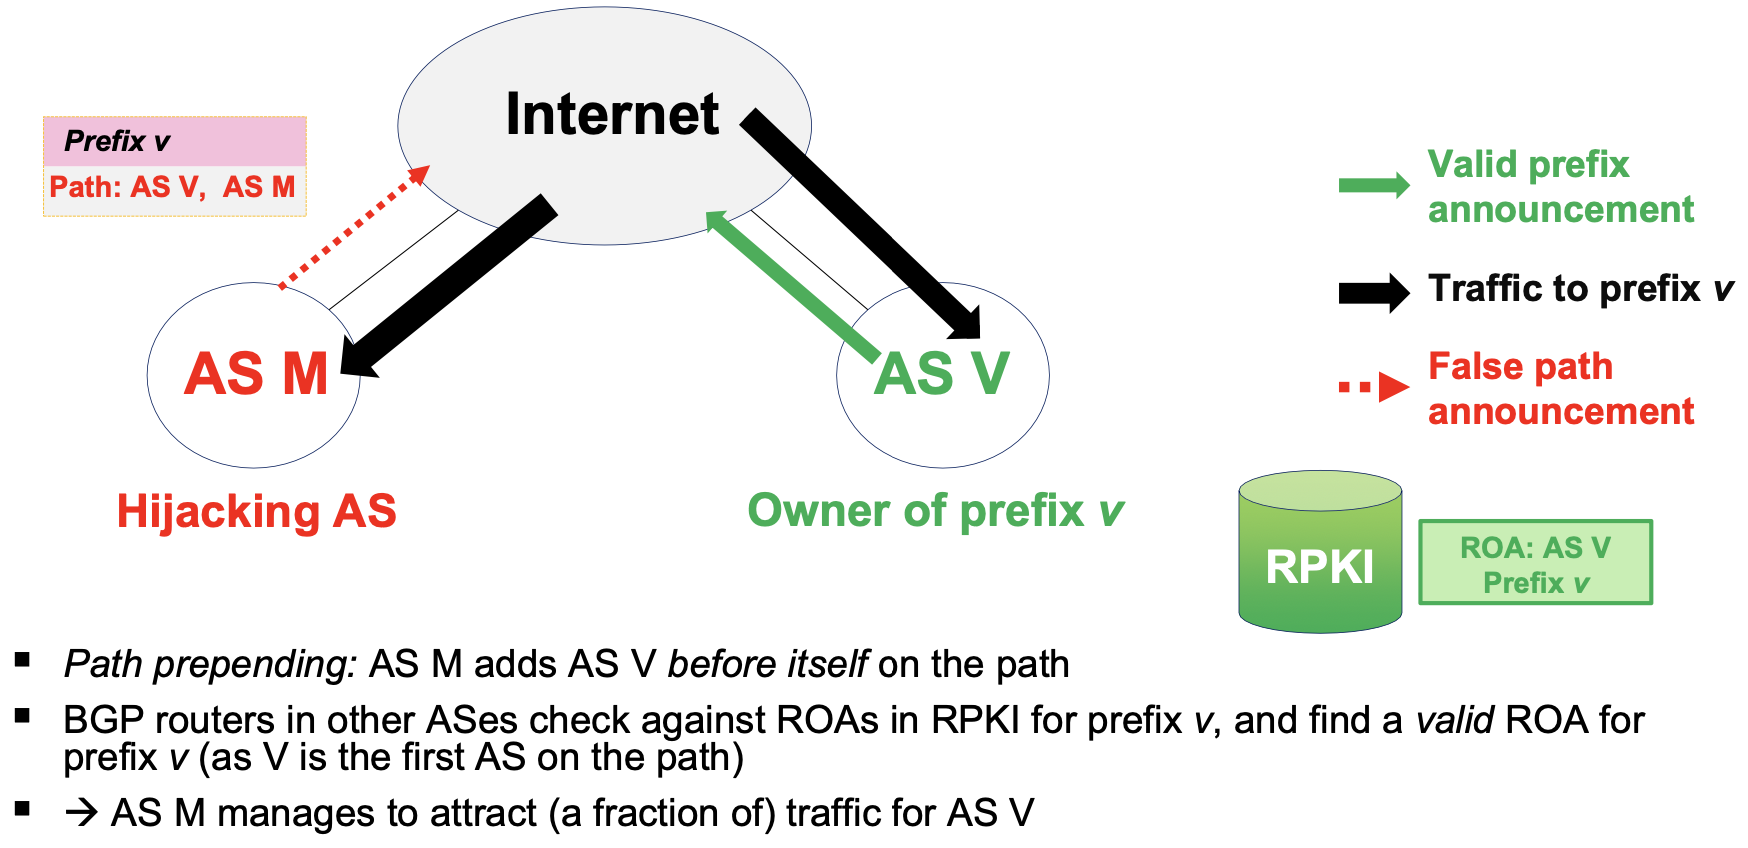 Internet
Prefix v
Path: AS V, AS M
AS M
AS V
Hijacking AS
Owner of prefix v
Valid prefix
announcement
Traffic to prefix v
False path
announcement
RPKI
ROA: AS V
Prefix v
▪ Path prepending: AS M adds AS V before itself on the path
▪ BGP routers in other ASes check against ROAs in RPKI for prefix v, and find a valid ROA for
prefix v (as V is the first AS on the path)
▪ → AS M manages to attract (a fraction of) traffic for AS V